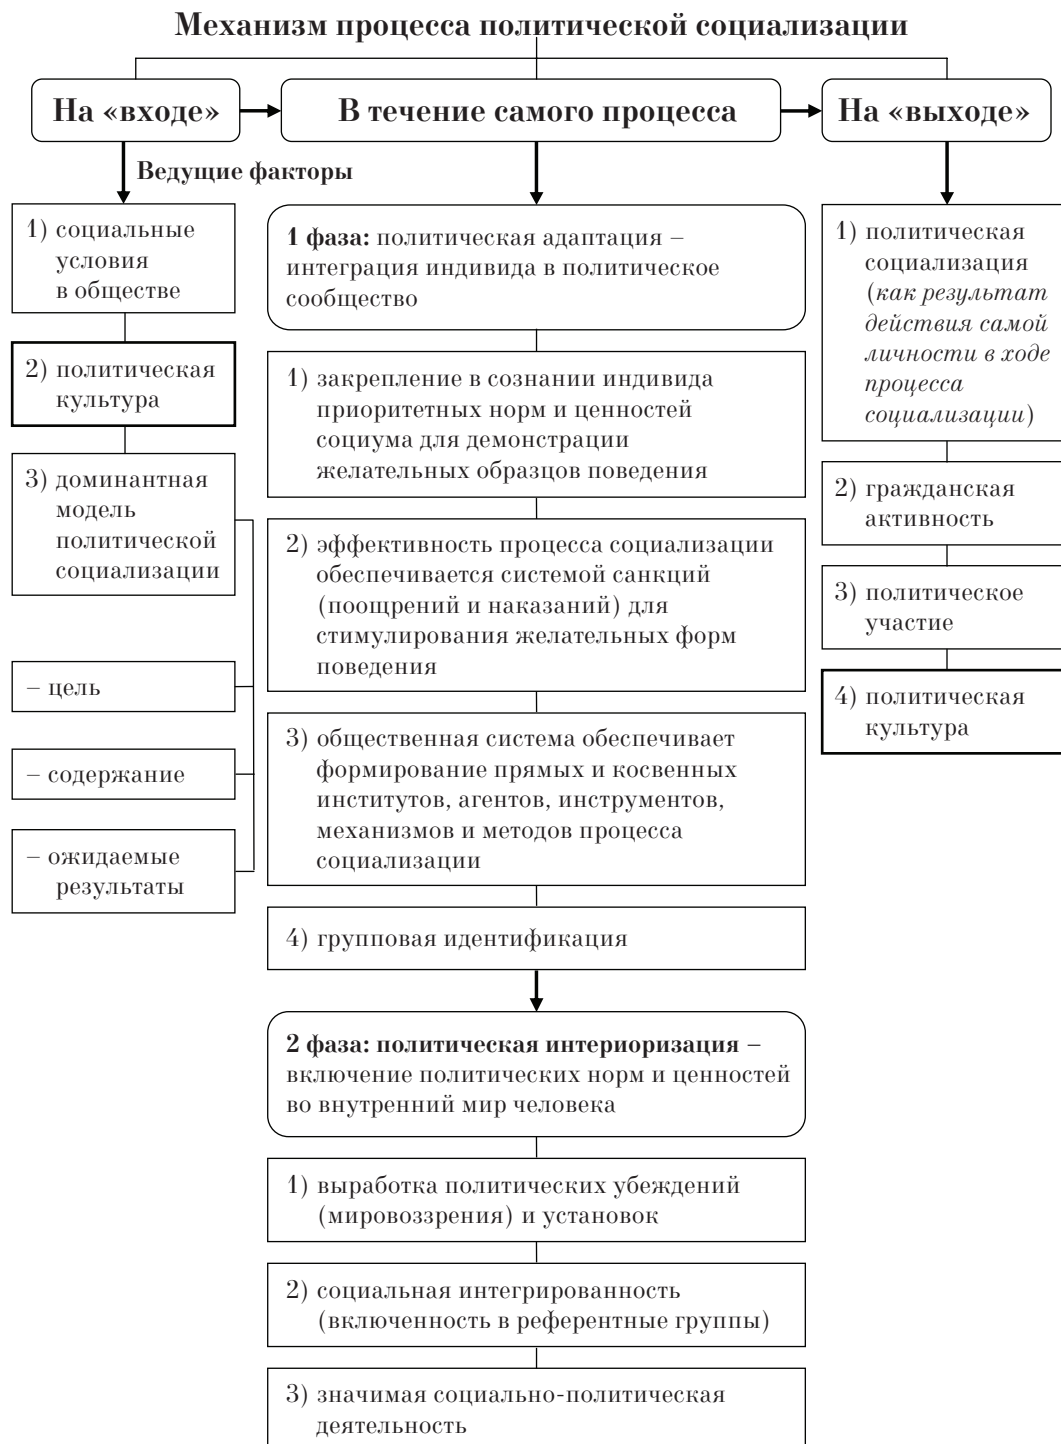 Механизм процесса политической социализации
На «входе»
В течение самого процесса
На «выходе»
Ведущие факторы
1) социальные
условия
в обществе
2) политическая
культура
3) доминантная
модель
политической
социализации
– цель
– содержание
– ожидаемые
результаты
1 фаза: политическая адаптация –
интеграция индивида в политическое
сообщество
1) закрепление в сознании индивида
приоритетных норм и ценностей
социума для демонстрации
желательных образцов поведения
2) эффективность процесса социализации
обеспечивается системой санкций
(поощрений и наказаний) для
стимулирования желательных форм
поведения
3) общественная система обеспечивает
формирование прямых и косвенных
институтов, агентов, инструментов,
механизмов и методов процесса
социализации
4) групповая идентификация
2 фаза: политическая интериоризация –
включение политических норм и ценностей
во внутренний мир человека
1) выработка политических убеждений
(мировоззрения) и установок
2) социальная интегрированность
(включенность в референтные группы)
3) значимая социально-политическая
деятельность
1) политическая
социализация
(как результат
действия самой
личности в ходе
процесса
социализации)
2) гражданская
активность
3) политическое
участие
4) политическая
культура